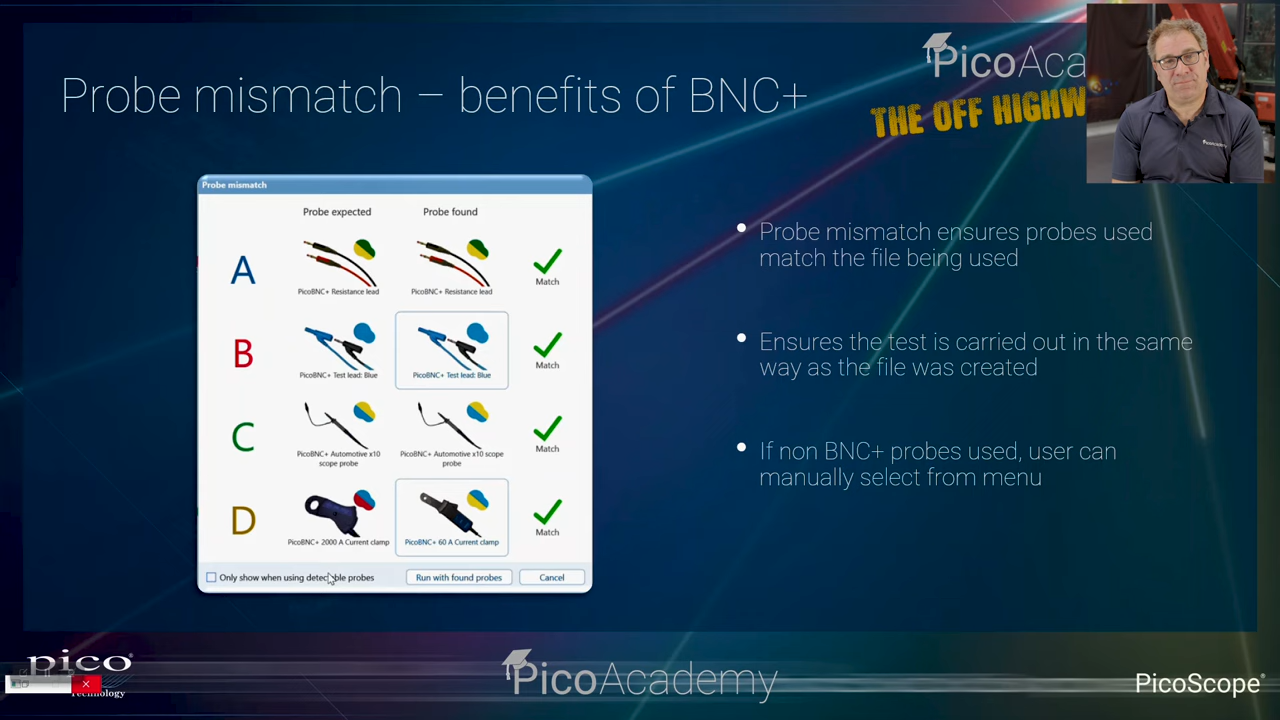 PicoAca
THE OFF HIGHW
Probe mismatch – benefits of BNC+
Probe mismatch
Probe expected
Probe found
A
PicoBNC+ Resistance lead
PicoBNC+ Resistance lead
Match
B
PicoBNC+ Test lead: Blue
PicoBNC+ Test lead: Blue
Match
C
PicoBNC+ Automotive x10
scope probe
PicoBNC+ Automotive x10 scope
probe
Match
D
PicoBNC+ 2000 A Current clamp
PicoBNC+ 60 A Current clamp
Match
Only show when using detectable probes
Run with found probes
Cancel
• Probe mismatch ensures probes used
match the file being used
• Ensures the test is carried out in the same
way as the file was created
• If non BNC+ probes used, user can
manually select from menu
pico
Technology
PicoAcademy
PicoScope®